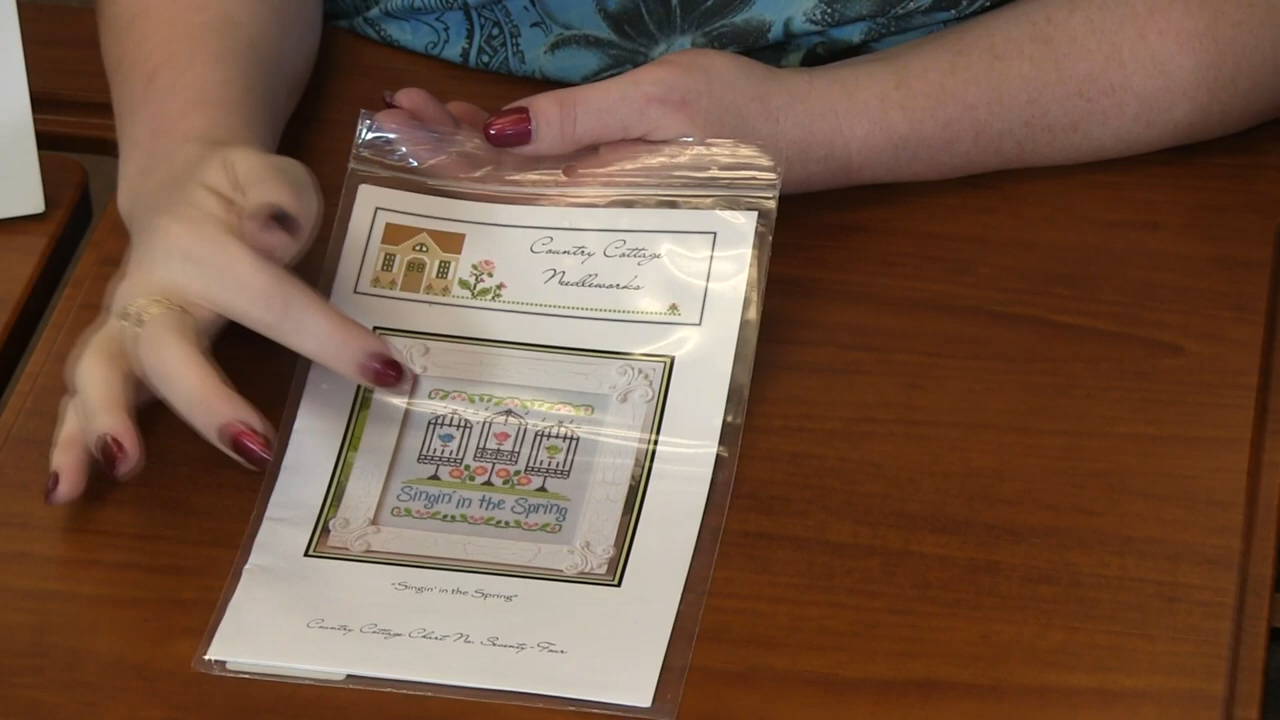 Country Cottage
Needleworks
Singin' in the Spring
"Singin' in the Spring"
Country Cottage Chart No. Seventy-Four